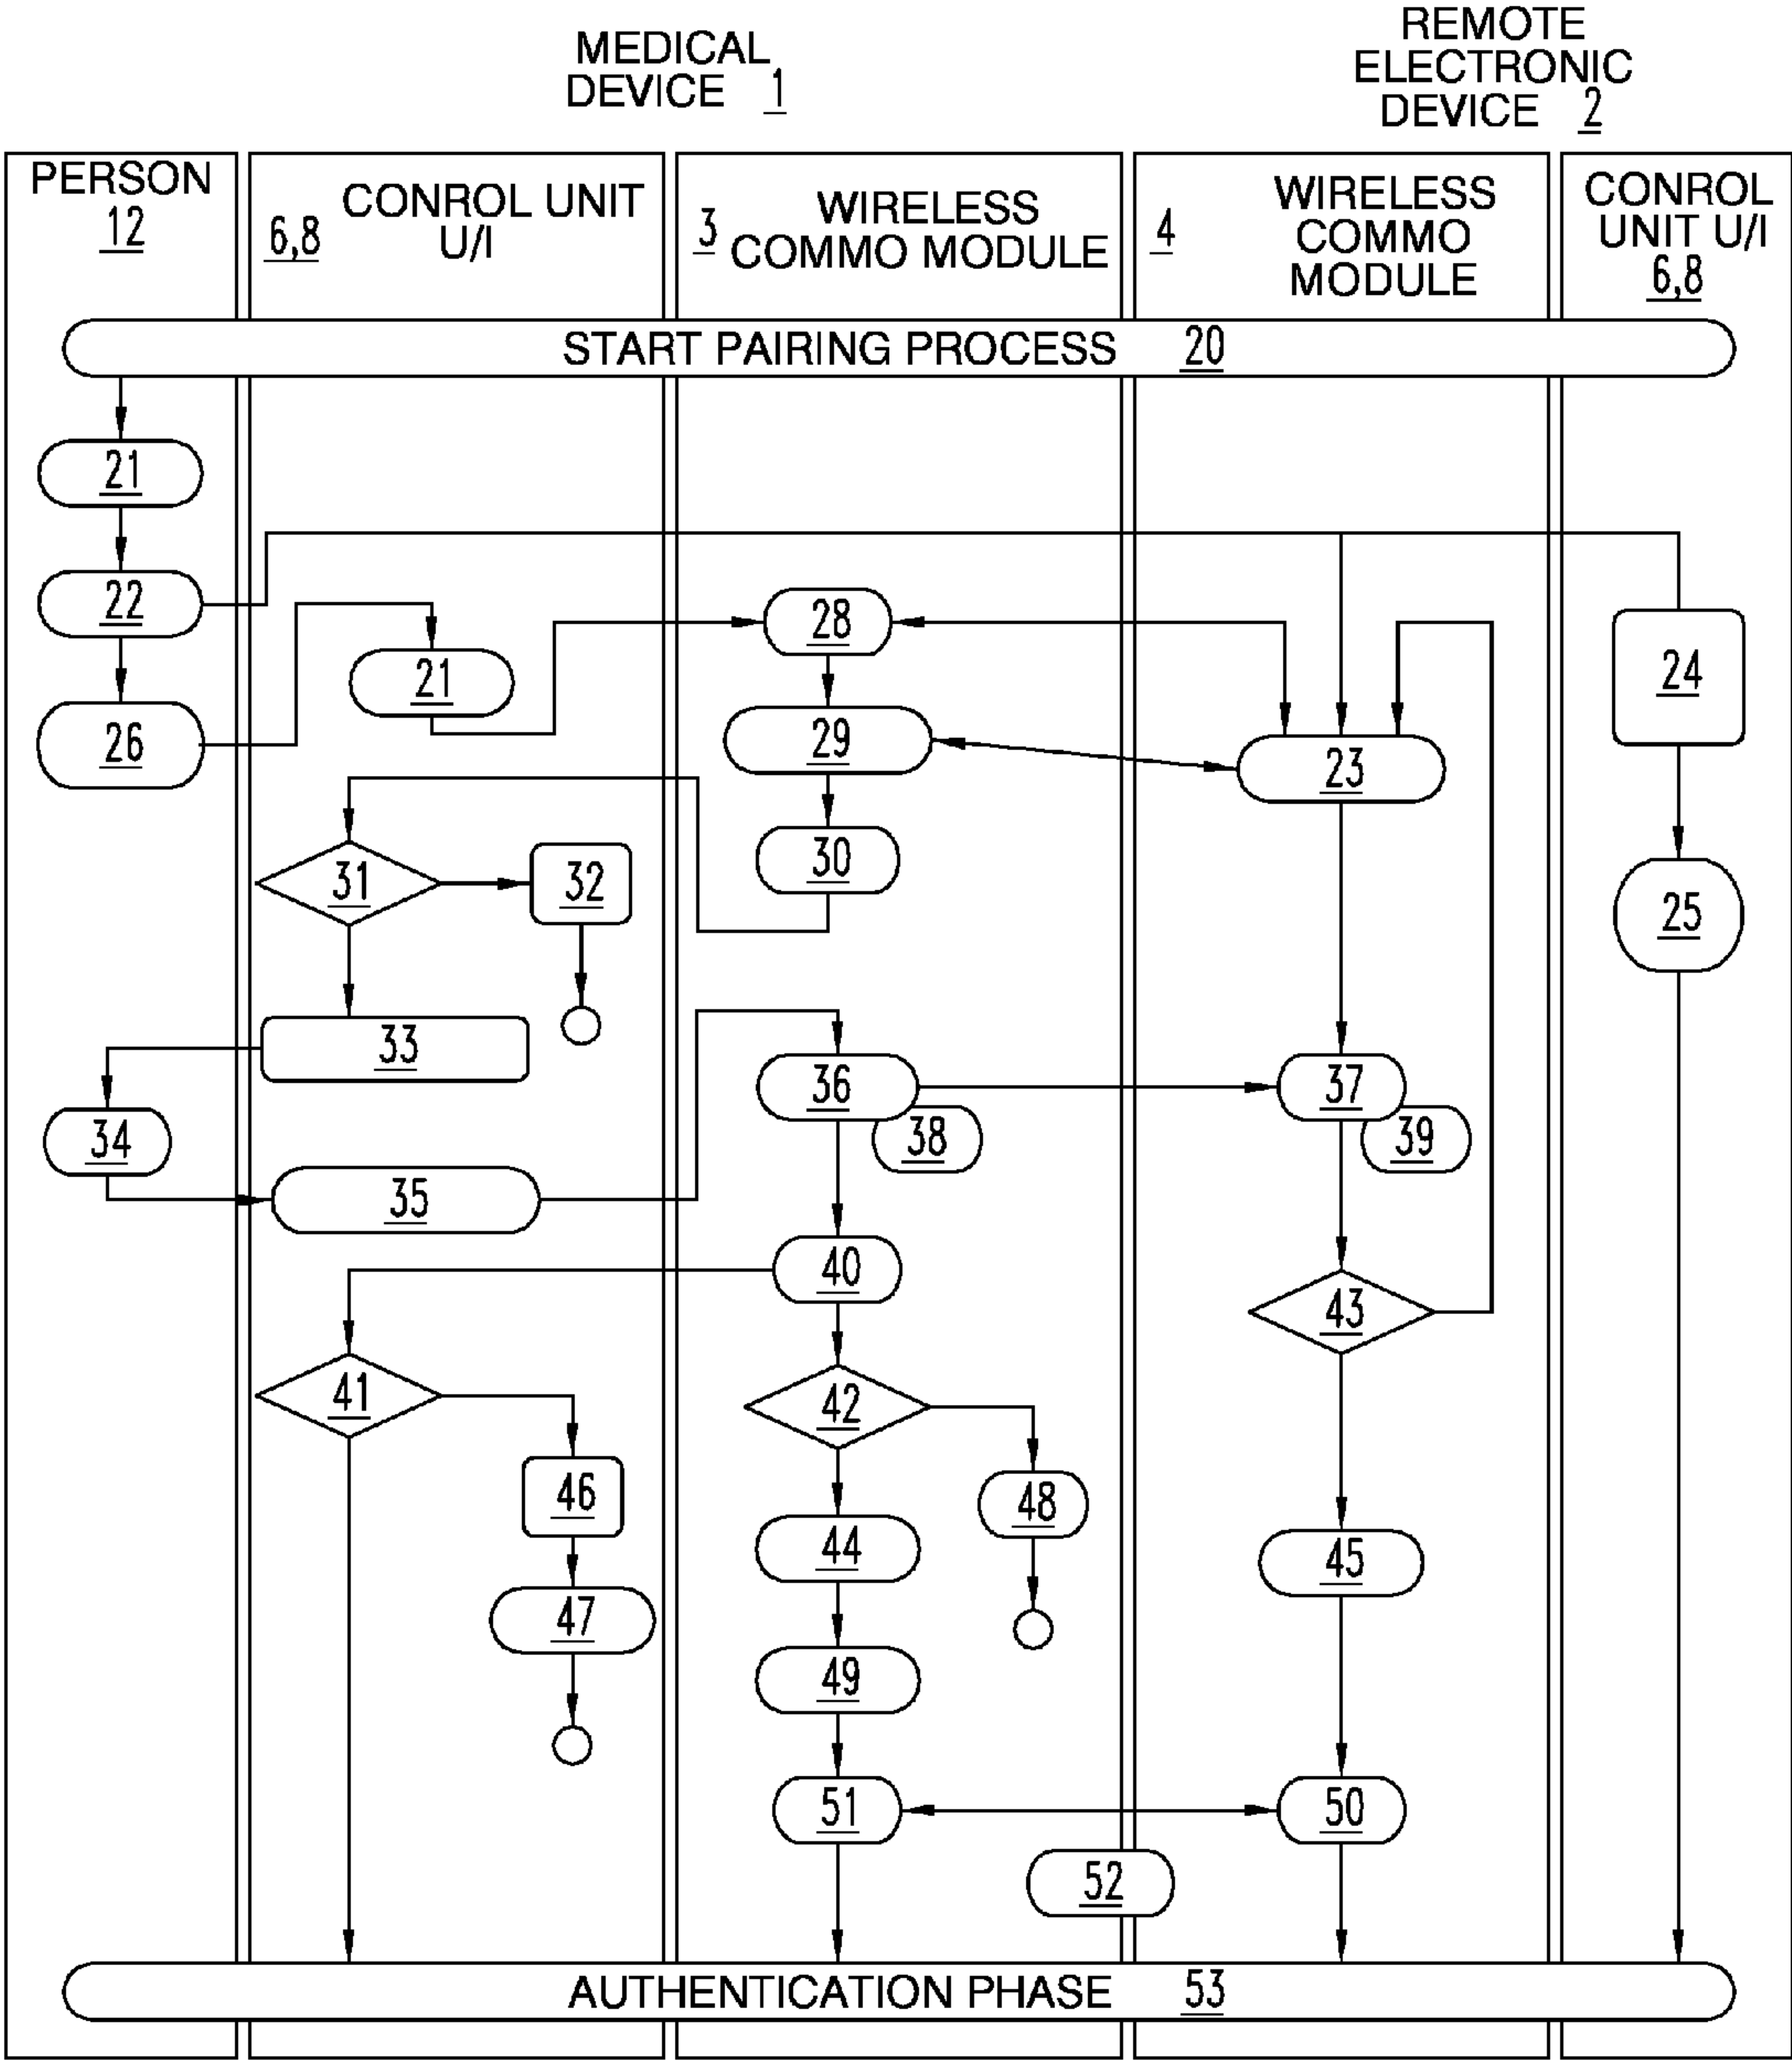 MEDICAL
DEVICE 1
REMOTE
ELECTRONIC
DEVICE 2
PERSON
12
CONROL UNIT
6,8 U/I
WIRELESS
3 COMMO MODULE
WIRELESS
4 COMMO
MODULE
CONROL
UNIT U/I
6,8
START PAIRING PROCESS 20
21
22
28
21
24
26
29
23
30
31
32
25
33
36
37
34
38
39
35
40
43
41
42
46
48
44
45
47
49
51
50
52
AUTHENTICATION PHASE 53